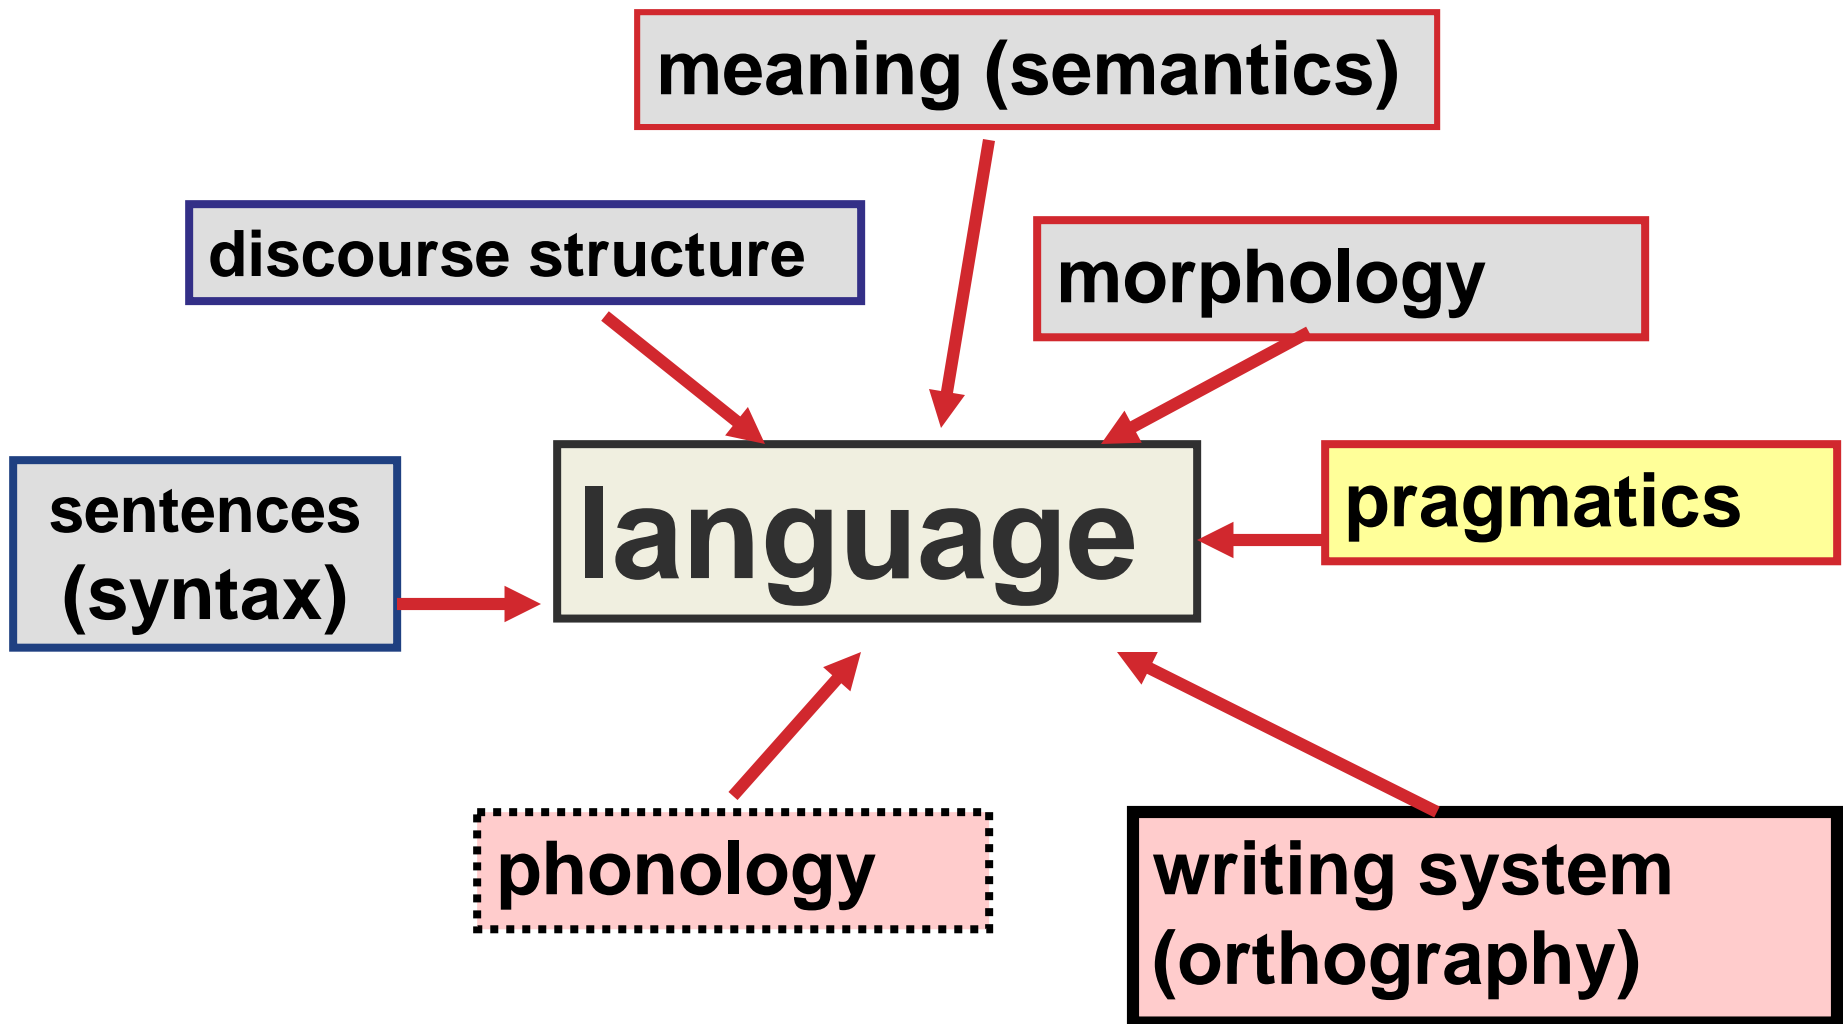 meaning (semantics)
discourse structure
morphology
sentences
(syntax)
language
pragmatics
phonology
writing system
(orthography)